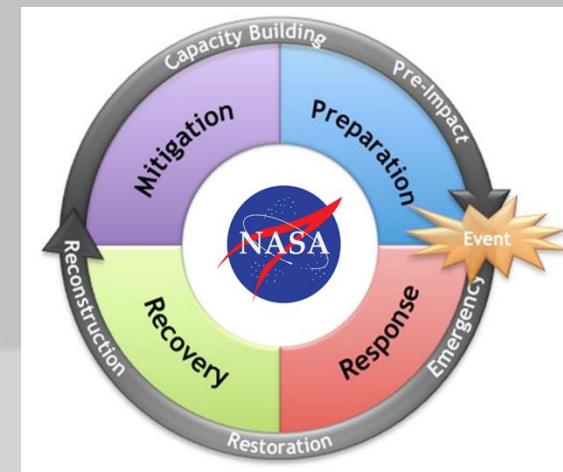 Capacity Building
Pre-Impact
Mitigation
Preparation
NASA
Event
Reconstruction
Recovery
Response
Emergency
Restoration